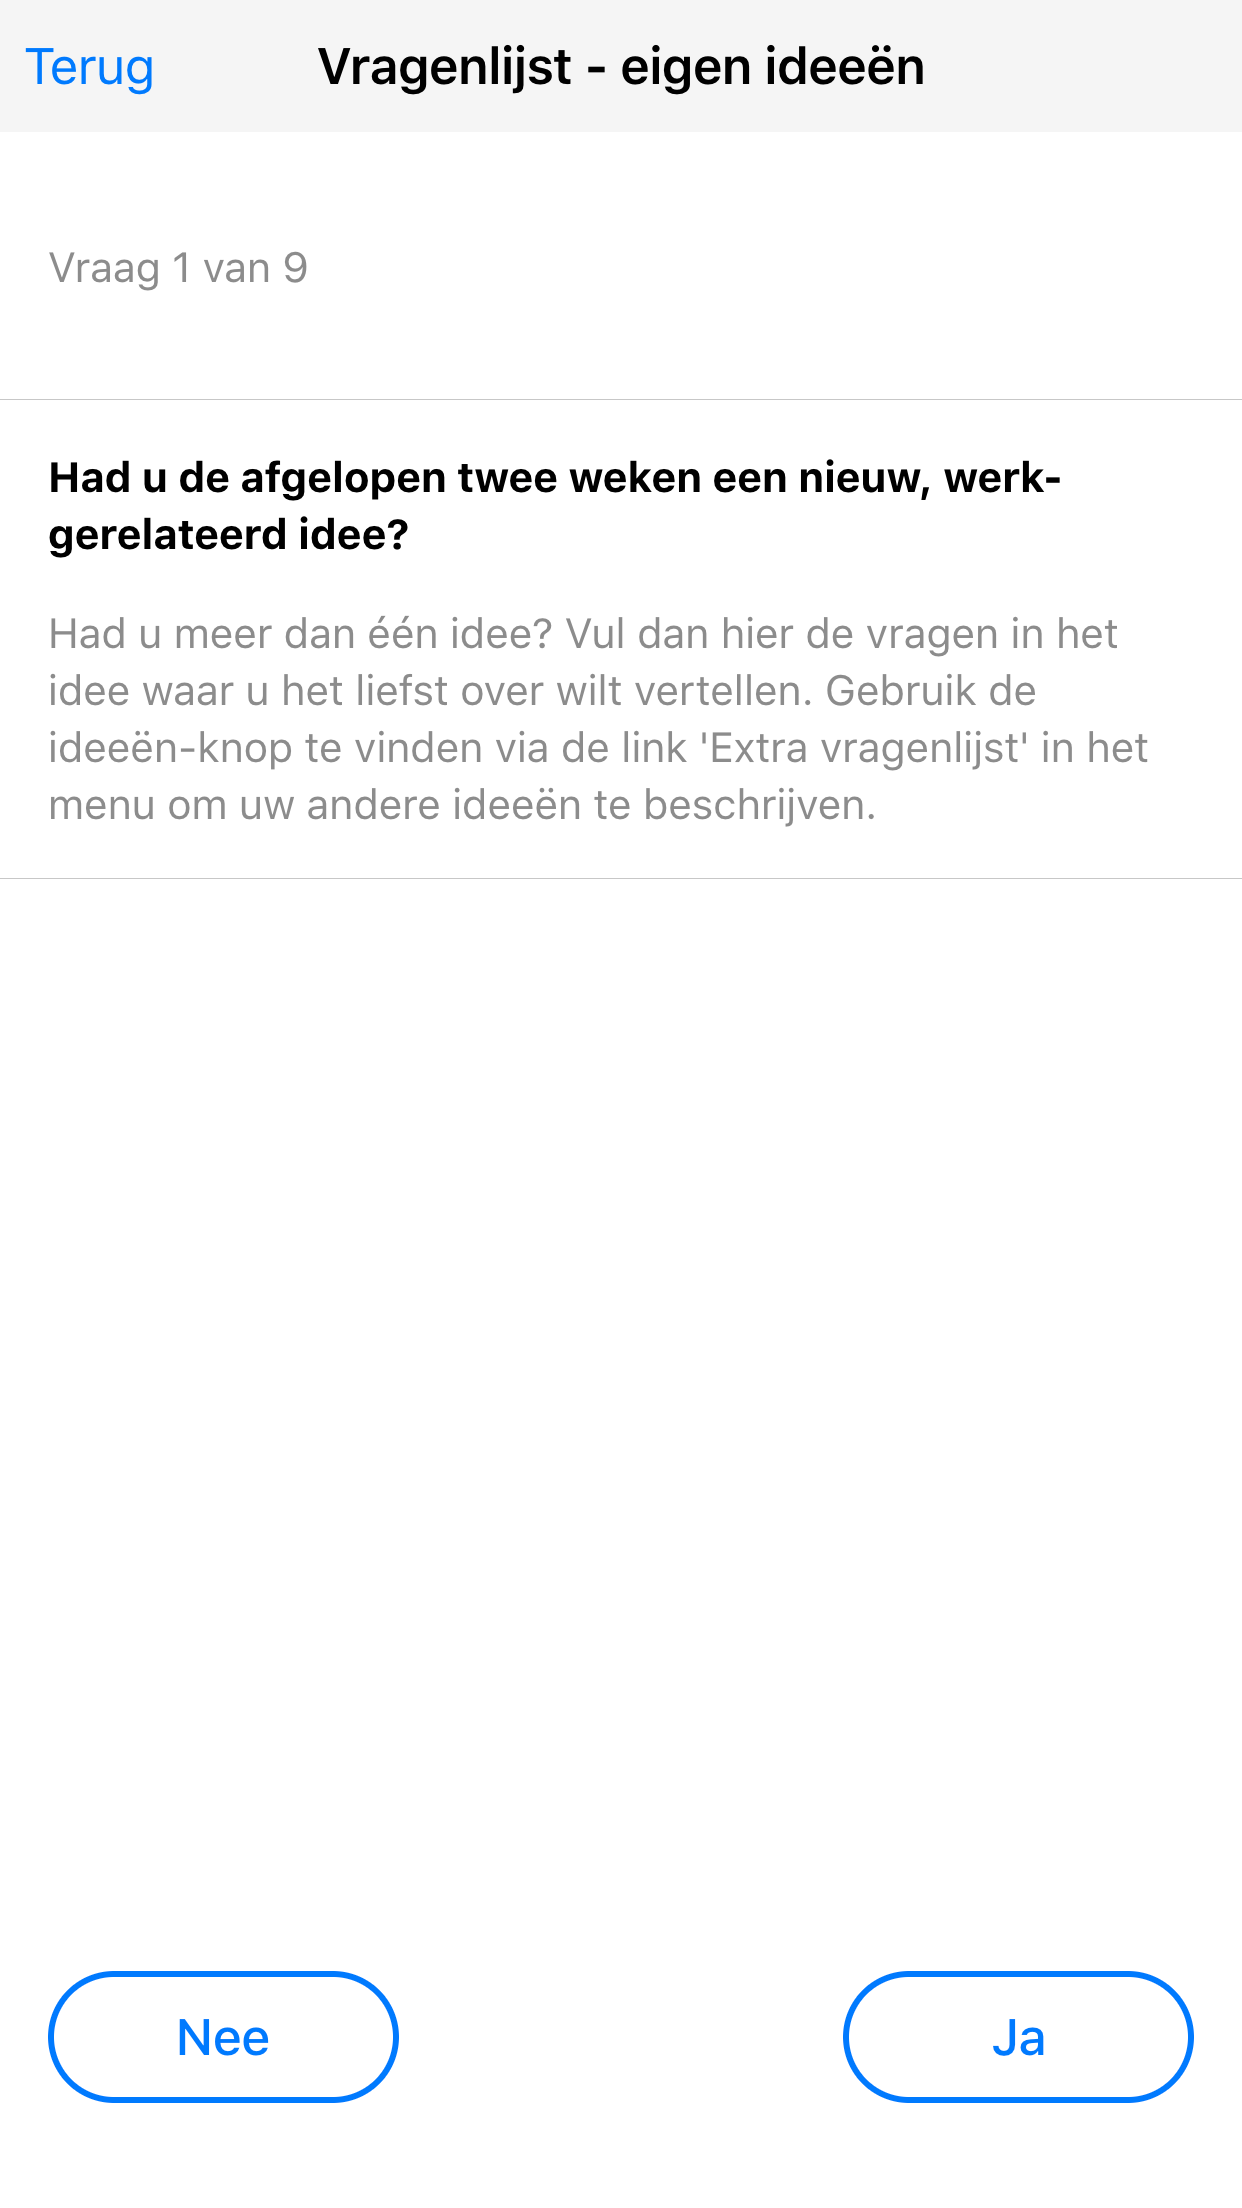 Terug
Vragenlijst - eigen ideeën
Vraag 1 van 9
Had u de afgelopen twee weken een nieuw, werk-
gerelateerd idee?
Had u meer dan één idee? Vul dan hier de vragen in het
idee waar u het liefst over wilt vertellen. Gebruik de
ideeën-knop te vinden via de link 'Extra vragenlijst' in het
menu om uw andere ideeën te beschrijven.
Nee
Ja